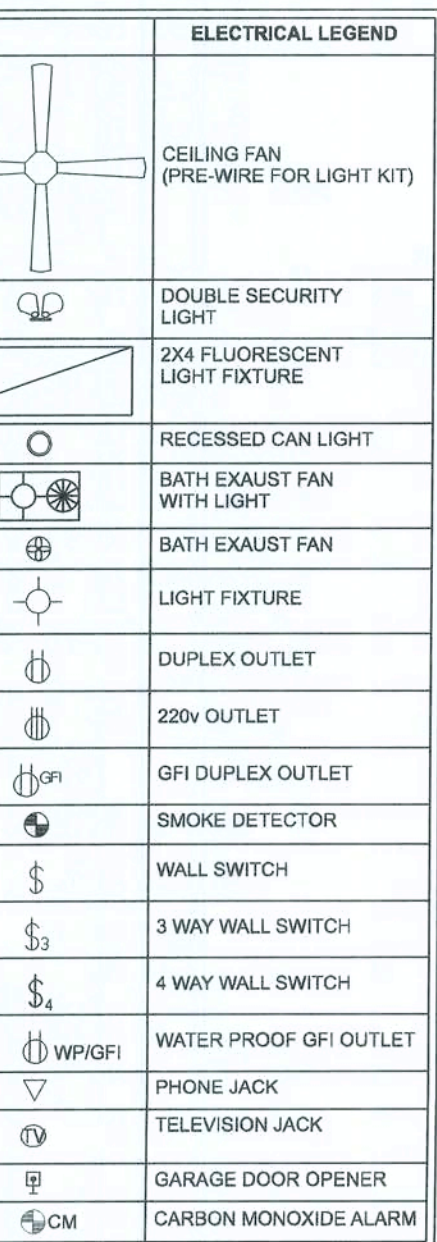 ELECTRICAL LEGEND
CEILING FAN
(PRE-WIRE FOR LIGHT KIT)
DOUBLE SECURITY
LIGHT
2X4 FLUORESCENT
LIGHT FIXTURE
RECESSED CAN LIGHT
BATH EXAUST FAN
WITH LIGHT
BATH EXAUST FAN
LIGHT FIXTURE
DUPLEX OUTLET
220v OUTLET
GFI GFI DUPLEX OUTLET
SMOKE DETECTOR
$ WALL SWITCH
$3 3 WAY WALL SWITCH
$4 4 WAY WALL SWITCH
WP/GFI WATER PROOF GFI OUTLET
PHONE JACK
TV TELEVISION JACK
GARAGE DOOR OPENER
CM CARBON MONOXIDE ALARM